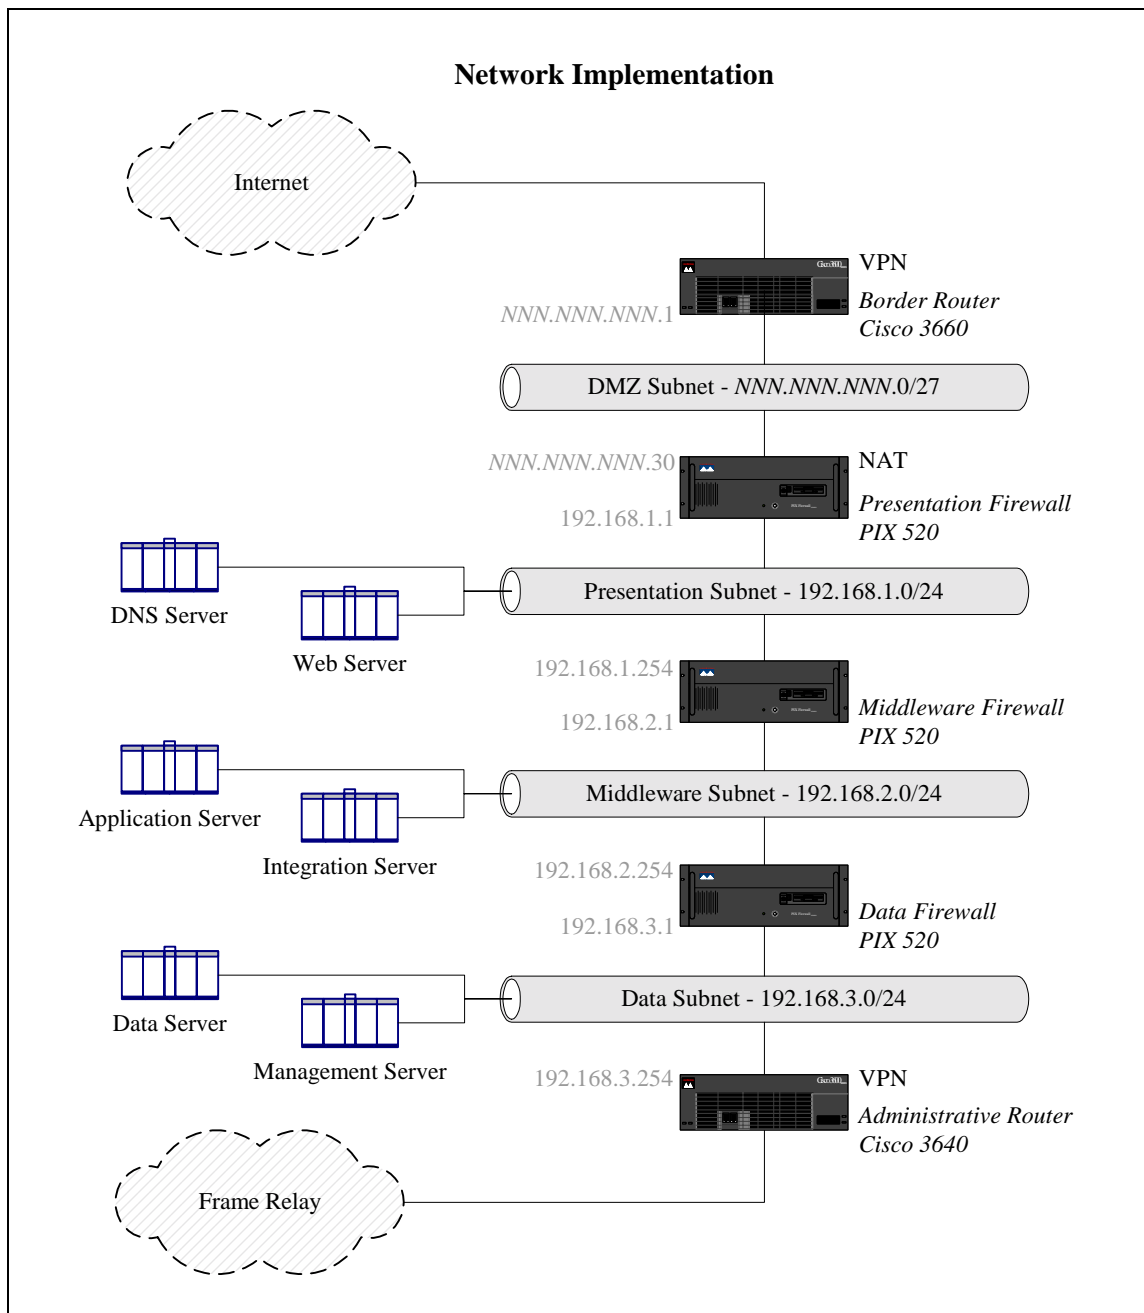 Network Implementation
Internet
VPN
NNN.NNN.NNN.1
Border Router
Cisco 3660
DMZ Subnet - NNN.NNN.NNN.0/27
NNN.NNN.NNN.30
NAT
192.168.1.1
Presentation Firewall
PIX 520
DNS Server
Presentation Subnet - 192.168.1.0/24
Web Server
192.168.1.254
192.168.2.1
Middleware Firewall
PIX 520
Application Server
Middleware Subnet - 192.168.2.0/24
Integration Server
192.168.2.254
192.168.3.1
Data Firewall
PIX 520
Data Server
Data Subnet - 192.168.3.0/24
Management Server
192.168.3.254
VPN
Administrative Router
Cisco 3640
Frame Relay